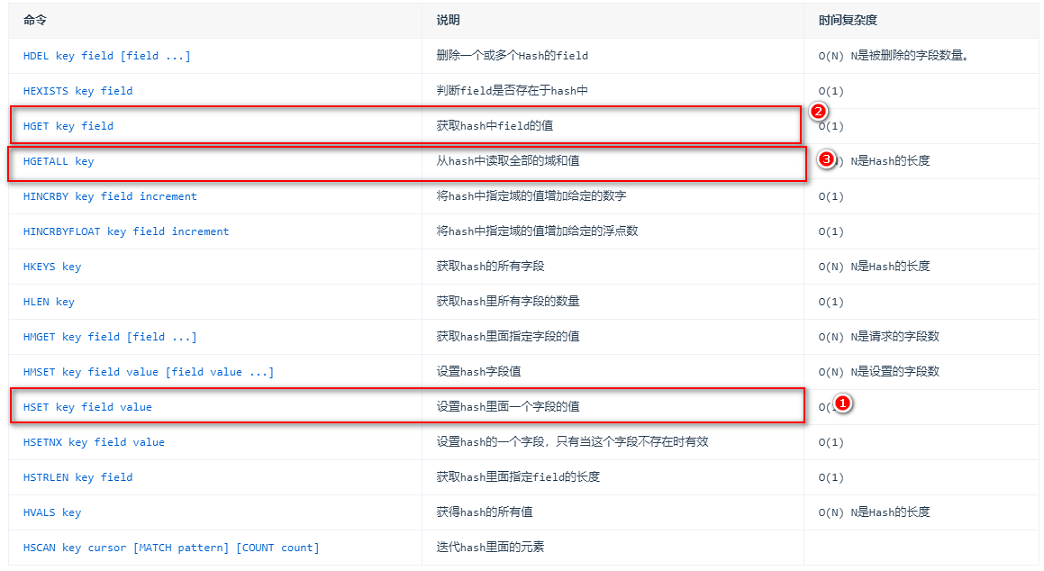 命令 说明 时间复杂度
HDEL key field [field ...] 删除一个或多个Hash的field O(N) N是被删除的字段数量。
HEXISTS key field 判断field是否存在于hash中 O(1)
2
HGET key field 获取hash中field的值 O(1)
HGETALL key 从hash中读取全部的域和值 3 ) N是Hash的长度
HINCRBY key field increment 将hash中指定域的值增加给定的数字 O(1)
HINCRBYFLOAT key field increment 将hash中指定域的值增加给定的浮点数 O(1)
HKEYS key 获取hash的所有字段 O(N) N是Hash的长度
HLEN key 获取hash里所有字段的数量 O(1)
HMGET key field [field ...] 获取hash里面指定字段的值 O(N) N是请求的字段数
HMSET key field value [field value ...] 设置hash字段值 O(N) N是设置的字段数
HSET key field value 设置hash里面一个字段的值 O( 1
HSETNX key field value 设置hash的一个字段，只有当这个字段不存在时有效 O(1)
HSTRLEN key field 获取hash里面指定field的长度 O(1)
HVALS key 获得hash的所有值 O(N) N是Hash的长度
HSCAN key cursor [MATCH pattern] [COUNT count] 迭代hash里面的元素